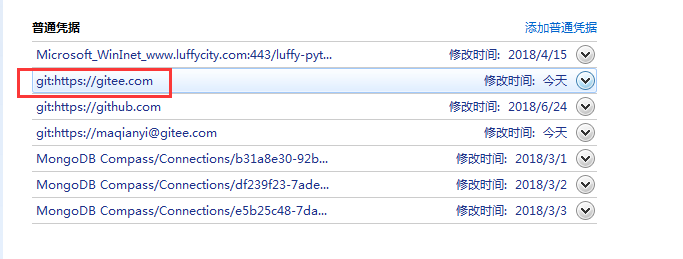 普通凭据 添加普通凭据
Microsoft_WinInet_www.luffycity.com:443/luffy-pyt... 修改时间: 2018/4/15
git:https://gitee.com 修改时间: 今天
git:https://github.com 修改时间: 2018/6/24
git:https://maqianyi@gitee.com 修改时间: 今天
MongoDB Compass/Connections/b31a8e30-92b... 修改时间: 2018/3/1
MongoDB Compass/Connections/df239f23-7ade... 修改时间: 2018/3/2
MongoDB Compass/Connections/e5b25c48-7da... 修改时间: 2018/3/3